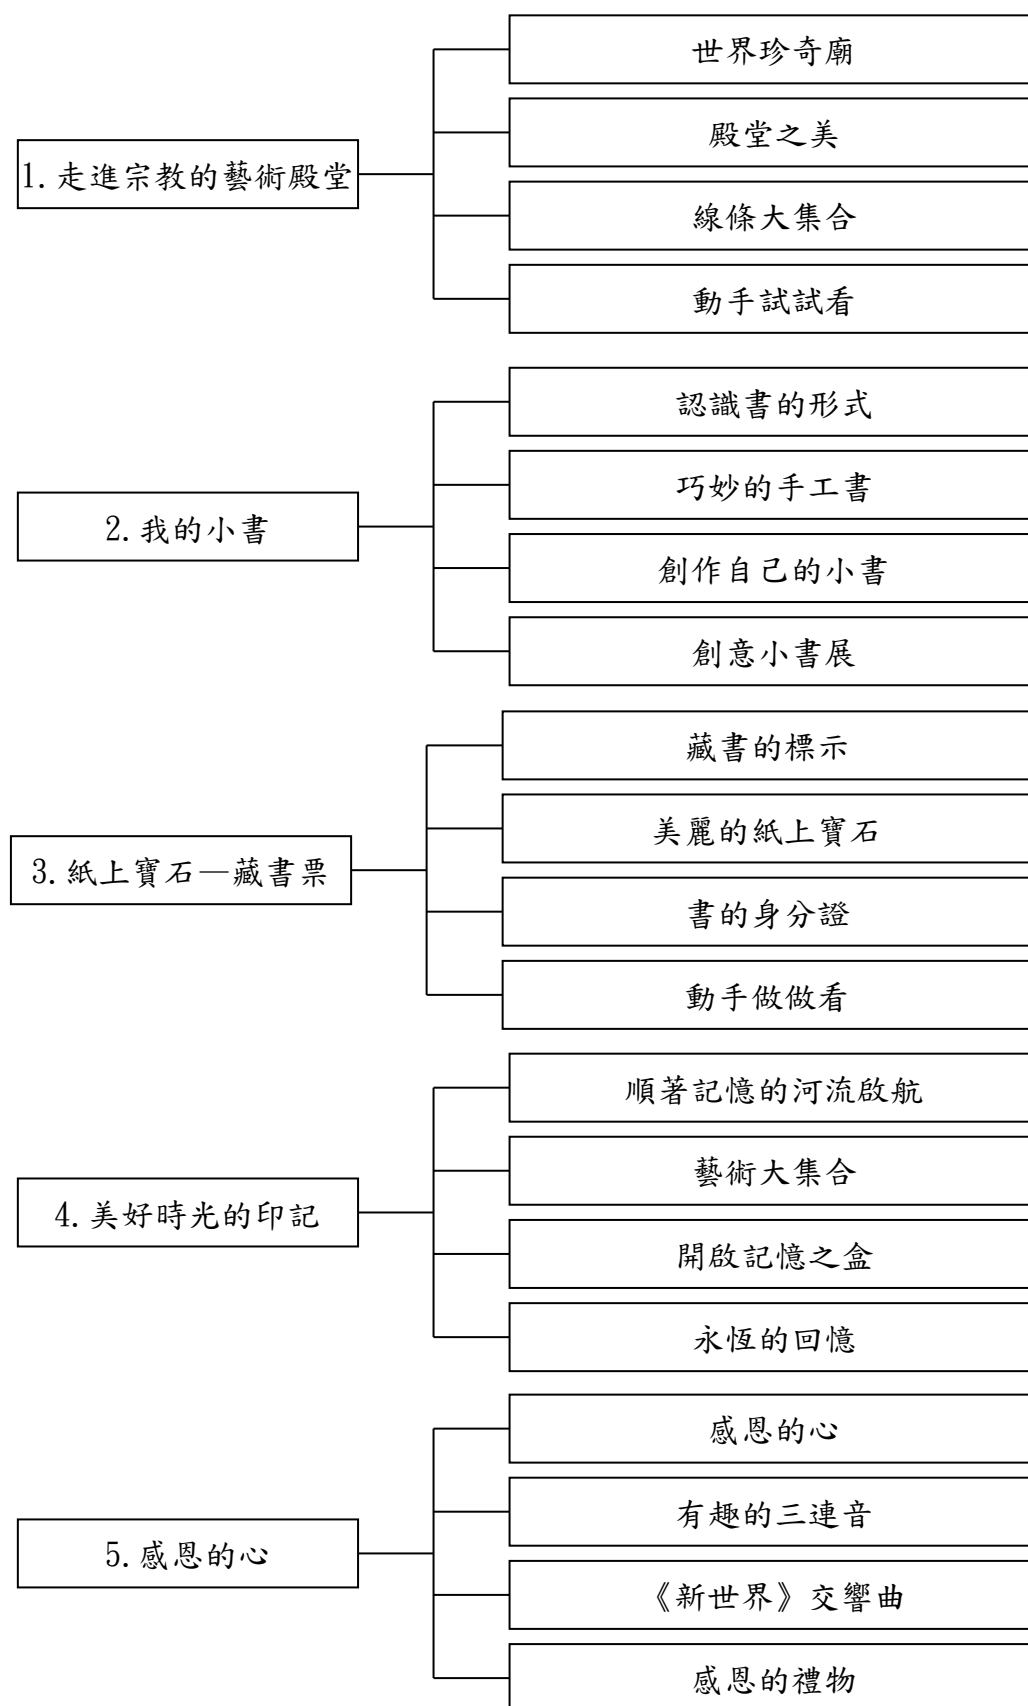 1.走進宗教的藝術殿堂
世界珍奇廟
殿堂之美
線條大集合
動手試試看
2.我的小書
認識書的形式
巧妙的手工書
創作自己的小書
創意小書展
3.紙上寶石—藏書票
藏書的標示
美麗的紙上寶石
書的身分證
動手做做看
4.美好時光的印記
順著記憶的河流啟航
藝術大集合
開啟記憶之盒
永恆的回憶
5.感恩的心
感恩的心
有趣的三連音
《新世界》交響曲
感恩的禮物